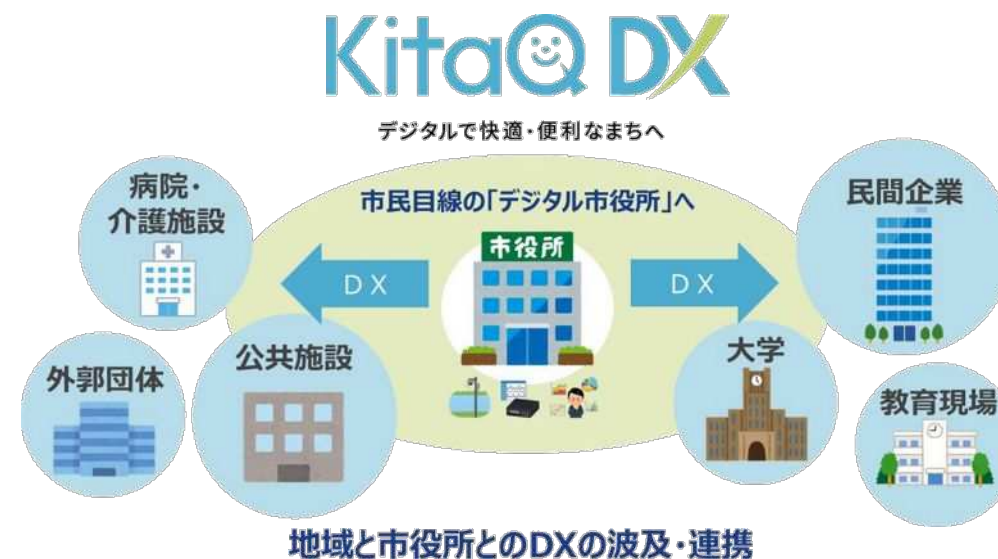 KitaQ DX
デジタルで快適・便利なまちへ
市民目線の「デジタル市役所」へ
病院・
介護施設
民間企業
市役所
DX
DX
外郭団体
公共施設
大学
教育現場
地域と市役所とのDXの波及・連携